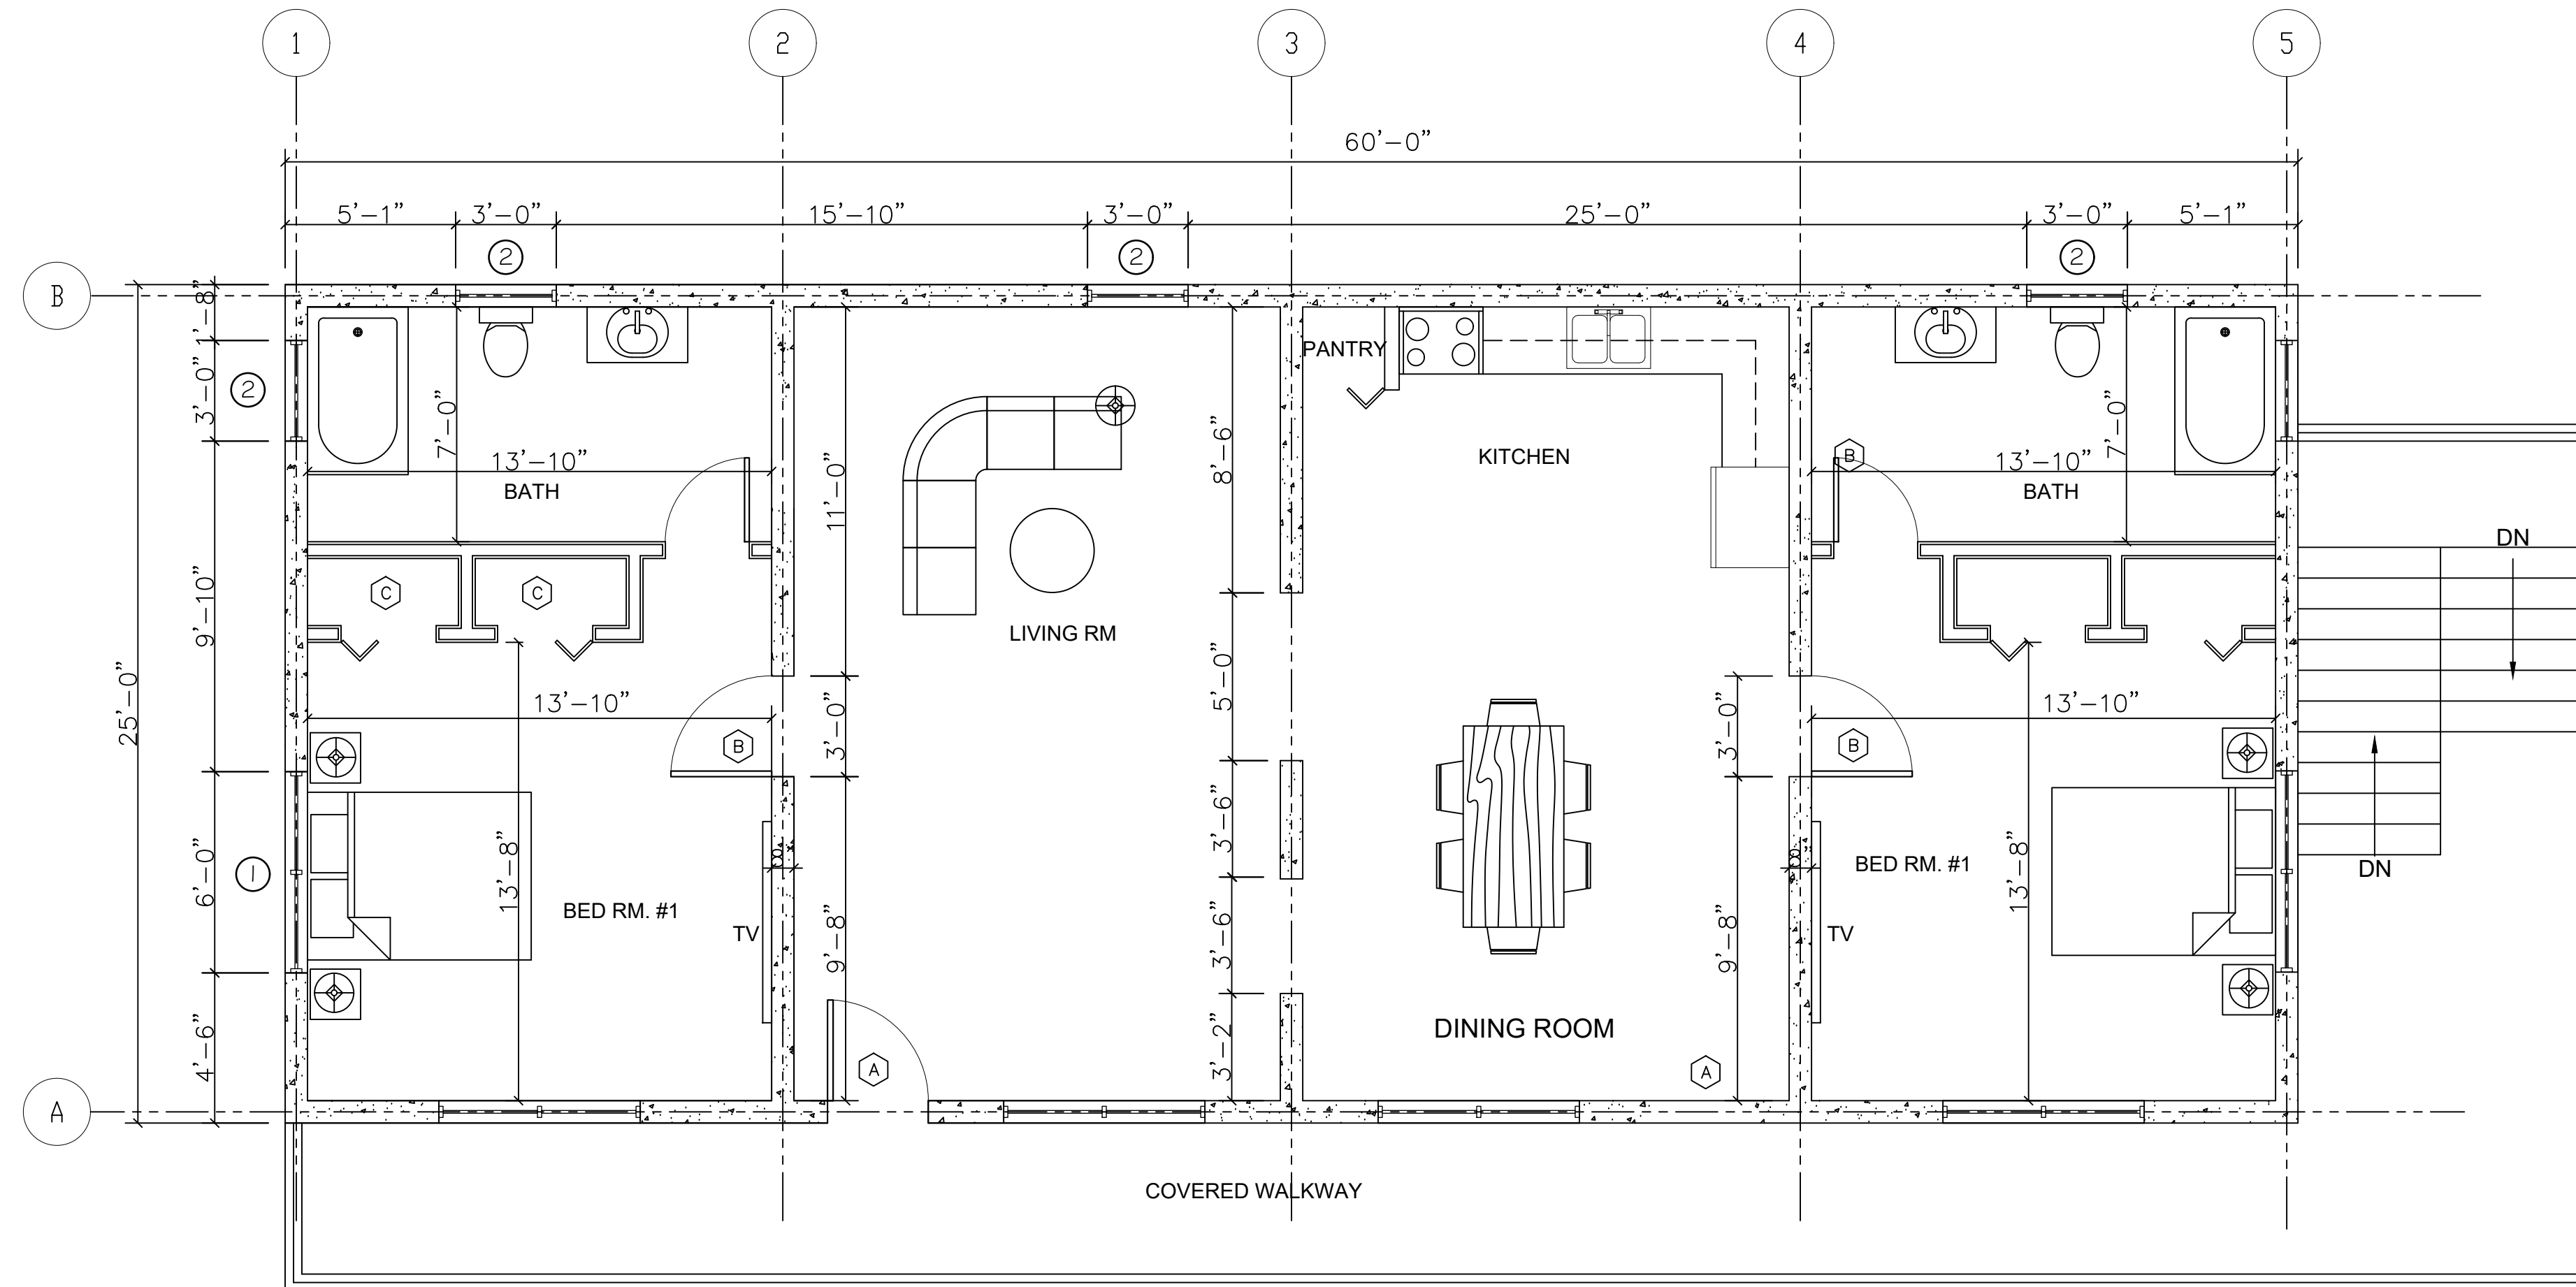 1 2 3 4 5
60'-0"
5'-1" 3'-0" 15'-10" 3'-0" 25'-0" 3'-0" 5'-1"
2 2 2
B
1'-8"
PANTRY
2 3'-0"
7'-0" 11'-0" 8'-6" 7'-0"
KITCHEN B
13'-10" 13'-10"
BATH BATH
DN
C C
9'-10"
LIVING RM
25'-0"
5'-0"
13'-10" 13'-10"
3'-0" 3'-0"
B B
3'-6"
8" 8"
6'-0" 1
13'-8" 13'-8"
BED RM. #1 BED RM. #1
DN
TV TV
9'-8" 3'-6" 9'-8"
DINING ROOM
4'-6" 3'-2"
A A
A
COVERED WALKWAY